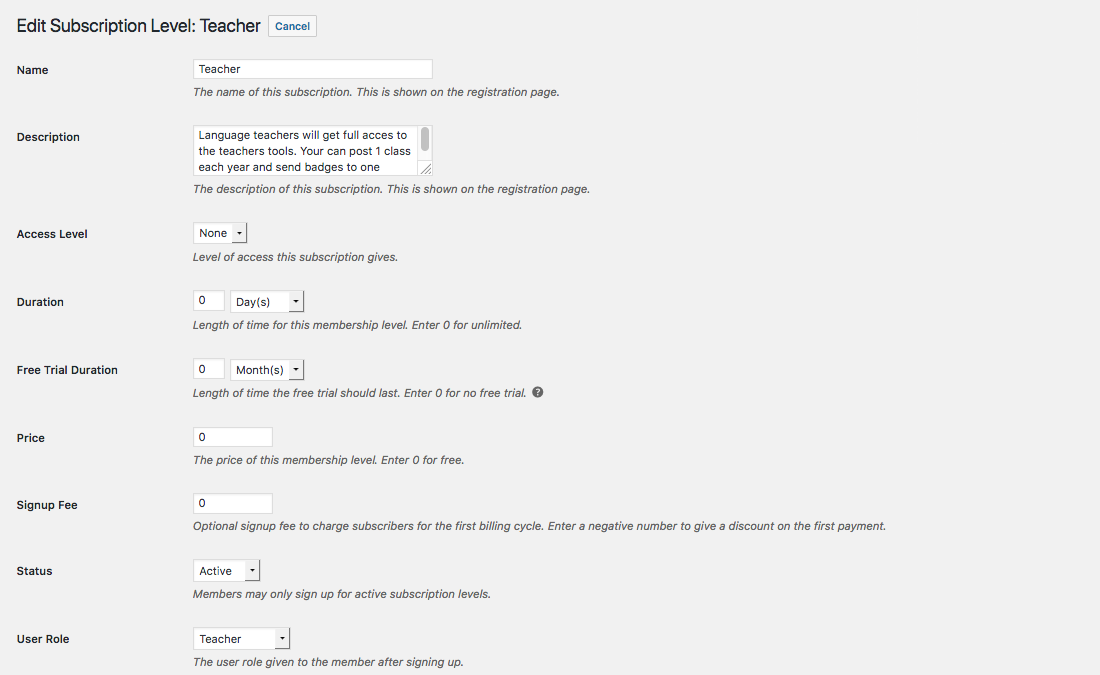 Edit Subscription Level: Teacher Cancel
Name Teacher
The name of this subscription. This is shown on the registration page.
Description Language teachers will get full acces to
the teachers tools. Your can post 1 class
each year and send badges to one
The description of this subscription. This is shown on the registration page.
Access Level None
Level of access this subscription gives.
Duration 0 Day(s)
Length of time for this membership level. Enter 0 for unlimited.
Free Trial Duration 0 Month(s)
Length of time the free trial should last. Enter 0 for no free trial. ?
Price 0
The price of this membership level. Enter 0 for free.
Signup Fee 0
Optional signup fee to charge subscribers for the first billing cycle. Enter a negative number to give a discount on the first payment.
Status Active
Members may only sign up for active subscription levels.
User Role Teacher
The user role given to the member after signing up.